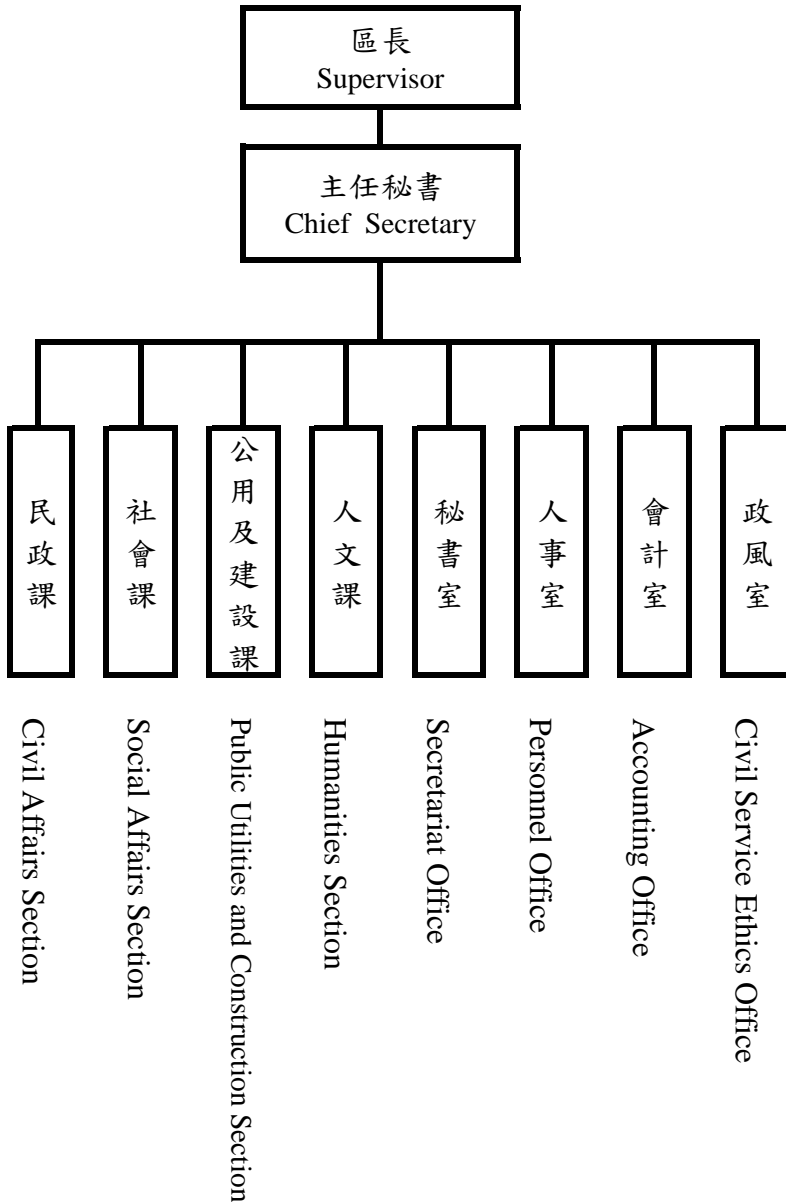 區長
Supervisor
主任秘書
Chief Secretary
民政課
社會課
公用及建設課
人文課
秘書室
人事室
會計室
政風室
Civil Affairs Section
Social Affairs Section
Public Utilities and Construction Section
Humanities Section
Secretariat Office
Personnel Office
Accounting Office
Civil Service Ethics Office